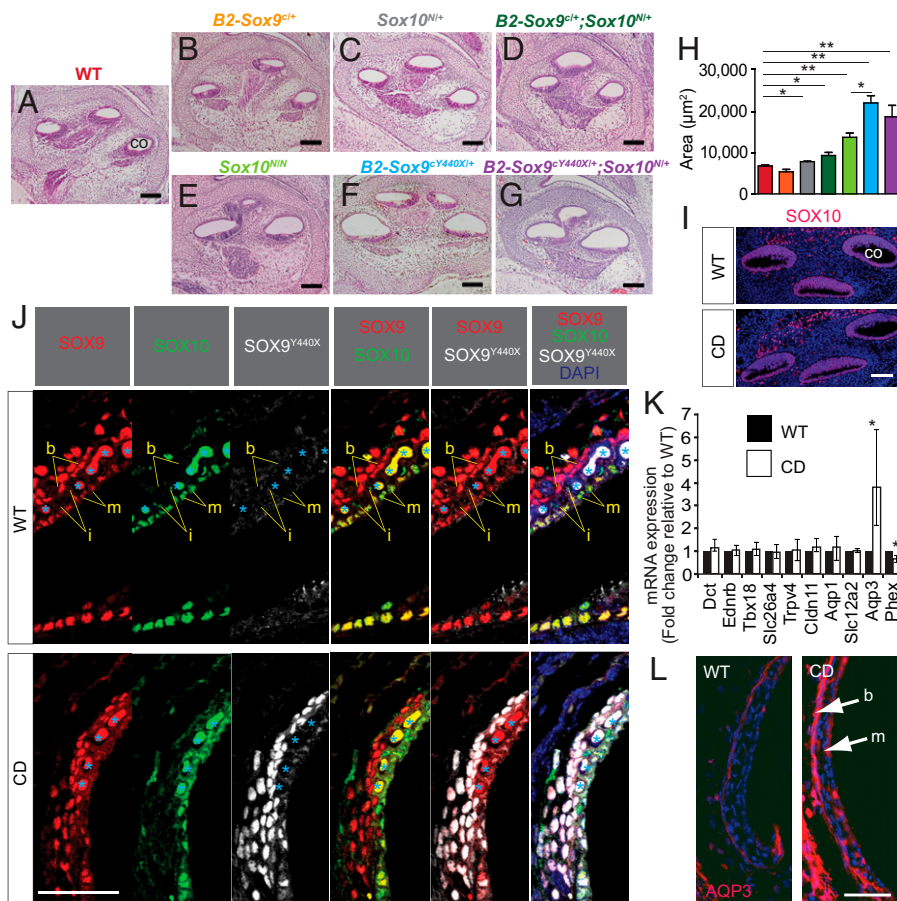 WT
A
co
B2-Sox9c/+
B
Sox10N/+
C
B2-Sox9c/+;Sox10N/+
D
Sox10N/N
E
B2-Sox9cY440X/+
F
B2-Sox9cY440X/+;Sox10N/+
G
H
Area (µm²)
30,000
20,000
10,000
0
**
**
*
*
**
*
I
SOX10
WT
co
CD
J
SOX9
SOX10
SOX9Y440X
SOX9
SOX10
SOX9
SOX9Y440X
SOX9
SOX10
SOX9Y440X
DAPI
WT
b
m
i
b
m
i
b
m
i
b
m
i
CD
K
mRNA expression
(Fold change relative to WT)
7
6
5
4
3
2
1
0
WT
CD
*
*
Dct
Ednrb
Tbx18
Slc26a4
Trpv4
Cldn11
Aqp1
Slc12a2
Aqp3
Phex
L
WT
CD
b
m
AQP3